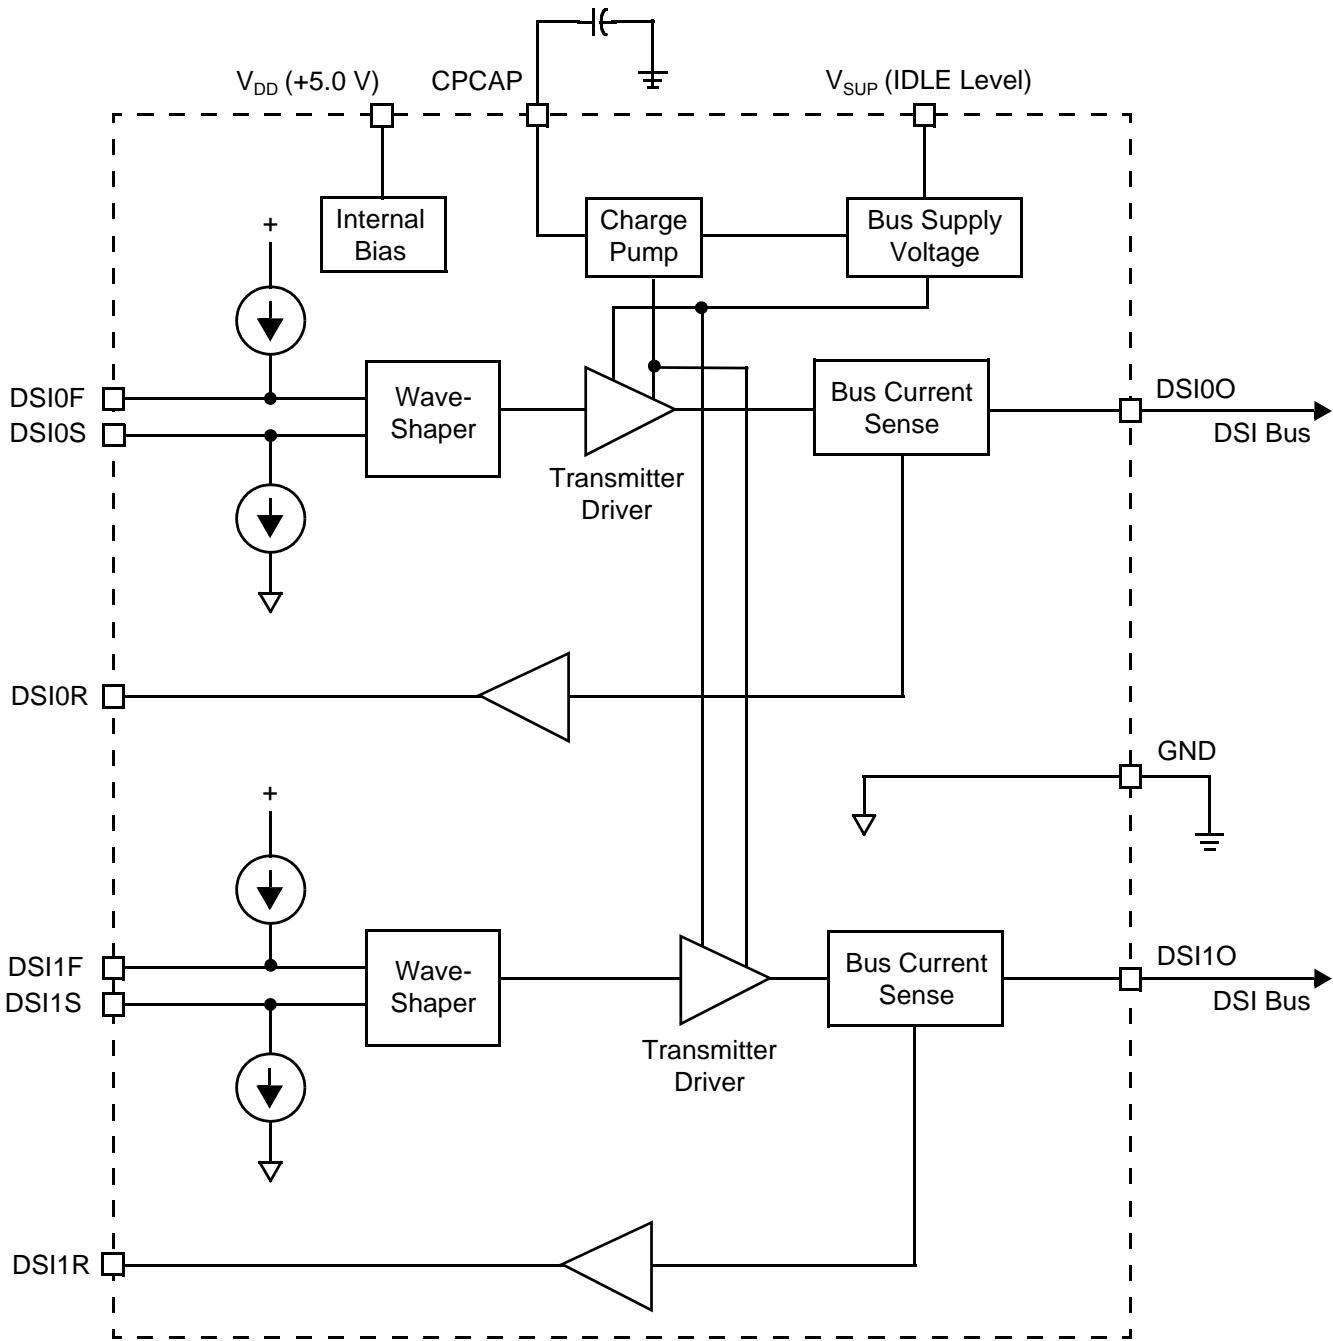 V_DD (+5.0 V)
CPCAP
V_SUP (IDLE Level)
Internal
Bias
Charge
Pump
Bus Supply
Voltage
+
DSI0F
DSI0S
Wave-
Shaper
Transmitter
Driver
Bus Current
Sense
DSI0O
DSI Bus
DSI0R
GND
+
DSI1F
DSI1S
Wave-
Shaper
Transmitter
Driver
Bus Current
Sense
DSI1O
DSI Bus
DSI1R